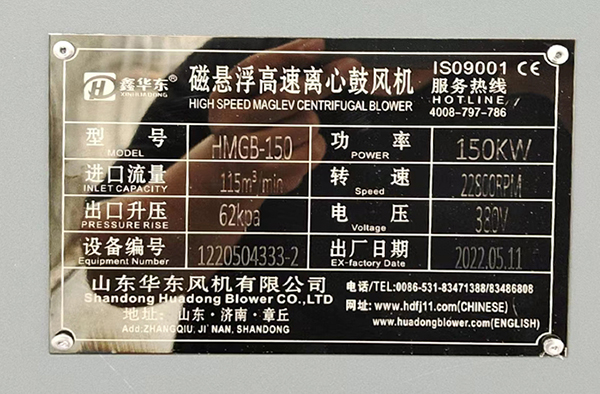 鑫华东®
XIN HUA DONG
磁悬浮高速离心鼓风机
HIGH SPEED MAGLEV CENTRIFUGAL BLOWER
ISO9001 CE
服务热线
HOTLINE
4008-797-786
型号 HMGB-150 功率 150KW
MODEL POWER
进口流量 115m³/min 转速 22800RPM
INLET CAPACITY Speed
出口升压 62kpa 电压 380V
PRESSURE RISE Voltage
设备编号 1220504333-2 出厂日期 2022.05.11
Equipment Number EX-factory Date
山东华东风机有限公司
Shandong Huadong Blower CO.,LTD
地址: 山东·济南·章丘
Add:ZHANGQIU, JI'NAN, SHANDONG
电话/TEL:0086-531-83471388/83486808
网址: www.hdfj11.com(CHINESE)
www.huadongblower.com(ENGLISH)